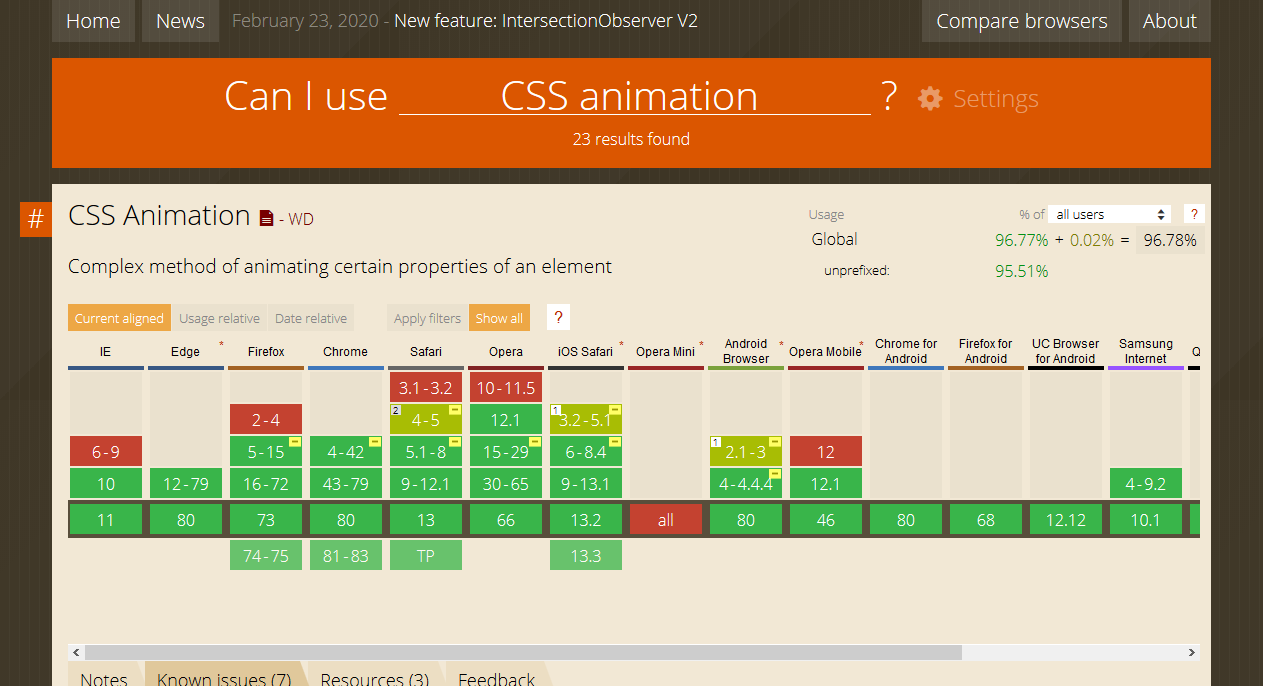 Home News February 23, 2020 - New feature: IntersectionObserver V2 Compare browsers About
Can I use CSS animation ? Settings
23 results found
# CSS Animation - WD
Usage % of all users ?
Global 96.77% + 0.02% = 96.78%
Complex method of animating certain properties of an element
unprefixed: 95.51%
Current aligned Usage relative Date relative Apply filters Show all ?
IE Edge * Firefox Chrome Safari Opera iOS Safari * Opera Mini * Android Browser * Opera Mobile * Chrome for Android Firefox for Android UC Browser for Android Samsung Internet Q
3.1-3.2 10-11.5
2-4 2 4-5 12.1 1 3.2-5.1
6-9 5-15 4-42 5.1-8 15-29 6-8.4 1 2.1-3 12
10 12-79 16-72 43-79 9-12.1 30-65 9-13.1 4-4.4.4 12.1 4-9.2
11 80 73 80 13 66 13.2 all 80 46 80 68 12.12 10.1
74-75 81-83 TP 13.3
Notes Known issues (7) Resources (3) Feedback